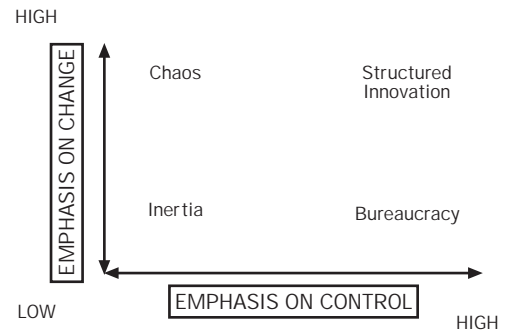 HIGH
EMPHASIS ON CHANGE
Chaos
Structured
Innovation
Inertia
Bureaucracy
LOW
EMPHASIS ON CONTROL
HIGH